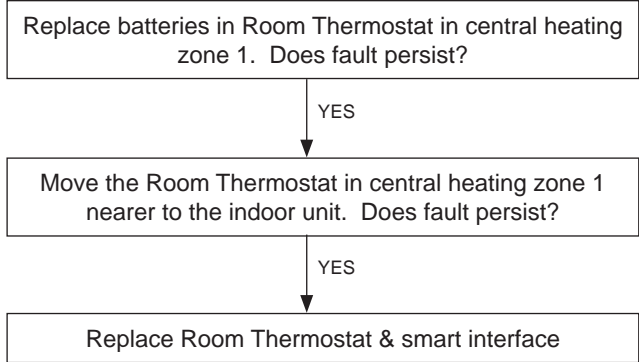 Replace batteries in Room Thermostat in central heating
zone 1.  Does fault persist?
YES
Move the Room Thermostat in central heating zone 1
nearer to the indoor unit.  Does fault persist?
YES
Replace Room Thermostat & smart interface